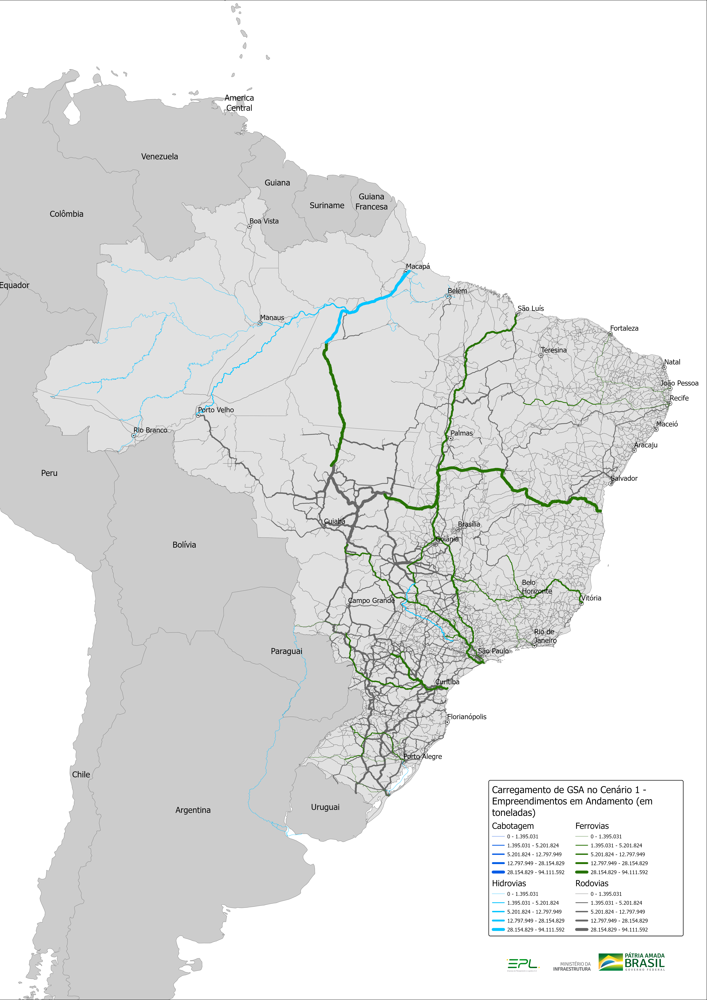 America
Central
Venezuela
Guiana
Guiana
Francesa
Suriname
Colômbia
Boa Vista
Macapá
Equador
Belém
São Luís
Manaus
Fortaleza
Teresina
Natal
João Pessoa
Recife
Porto Velho
Maceió
Rio Branco
Palmas
Aracaju
Peru
Salvador
Cuiabá
Brasília
Goiânia
Bolívia
Belo
Horizonte
Vitória
Campo Grande
Rio de
Janeiro
Paraguai
São Paulo
Curitiba
Florianópolis
Porto Alegre
Chile
Argentina
Uruguai
Carregamento de GSA no Cenário 1 -
Empreendimentos em Andamento (em
toneladas)
Cabotagem
0 - 1.395.031
1.395.031 - 5.201.824
5.201.824 - 12.797.949
12.797.949 - 28.154.829
28.154.829 - 94.111.592
Ferrovias
0 - 1.395.031
1.395.031 - 5.201.824
5.201.824 - 12.797.949
12.797.949 - 28.154.829
28.154.829 - 94.111.592
Hidrovias
0 - 1.395.031
1.395.031 - 5.201.824
5.201.824 - 12.797.949
12.797.949 - 28.154.829
28.154.829 - 94.111.592
Rodovias
0 - 1.395.031
1.395.031 - 5.201.824
5.201.824 - 12.797.949
12.797.949 - 28.154.829
28.154.829 - 94.111.592
EPL
Empresa de Planejamento e Logística S.A.
MINISTÉRIO DA
INFRAESTRUTURA
PÁTRIA AMADA
BRASIL
GOVERNO FEDERAL